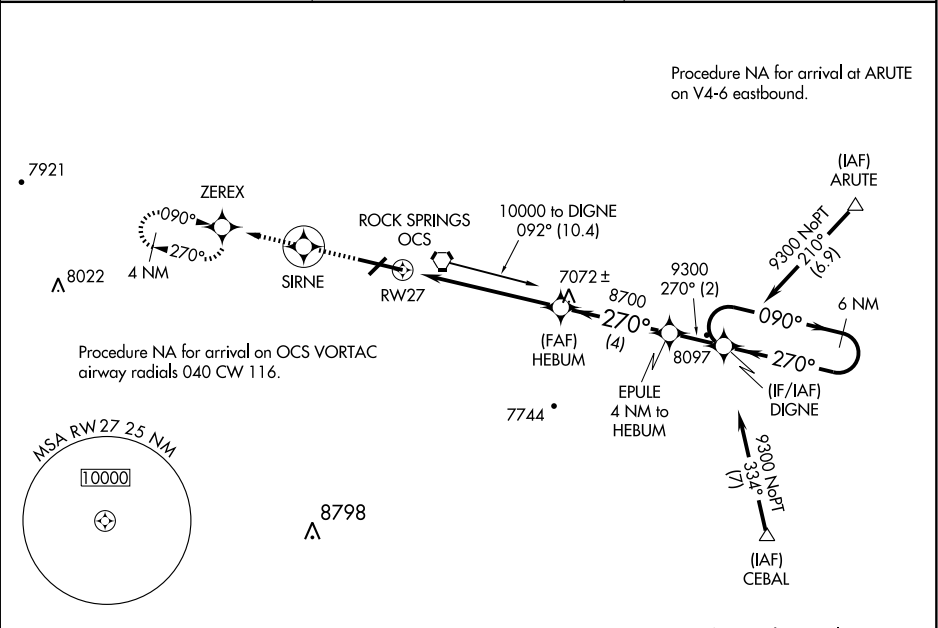 Procedure NA for arrival at ARUTE
on V4-6 eastbound.
7921
ZEREX
090°
270°
4 NM
8022
SIRNE
ROCK SPRINGS
OCS
RW27
10000 to DIGNE
092° (10.4)
(IAF)
ARUTE
9300 NoPT
210°
(6.9)
7072 ±
8700
270°
(4)
9300
270° (2)
090°
6 NM
270°
(FAF)
HEBUM
8097
EPULE
4 NM to
HEBUM
(IF/IAF)
DIGNE
Procedure NA for arrival on OCS VORTAC
airway radials 040 CW 116.
7744
MSA RW27 25 NM
10000
8798
9300 NoPT
334°
(7)
(IAF)
CEBAL